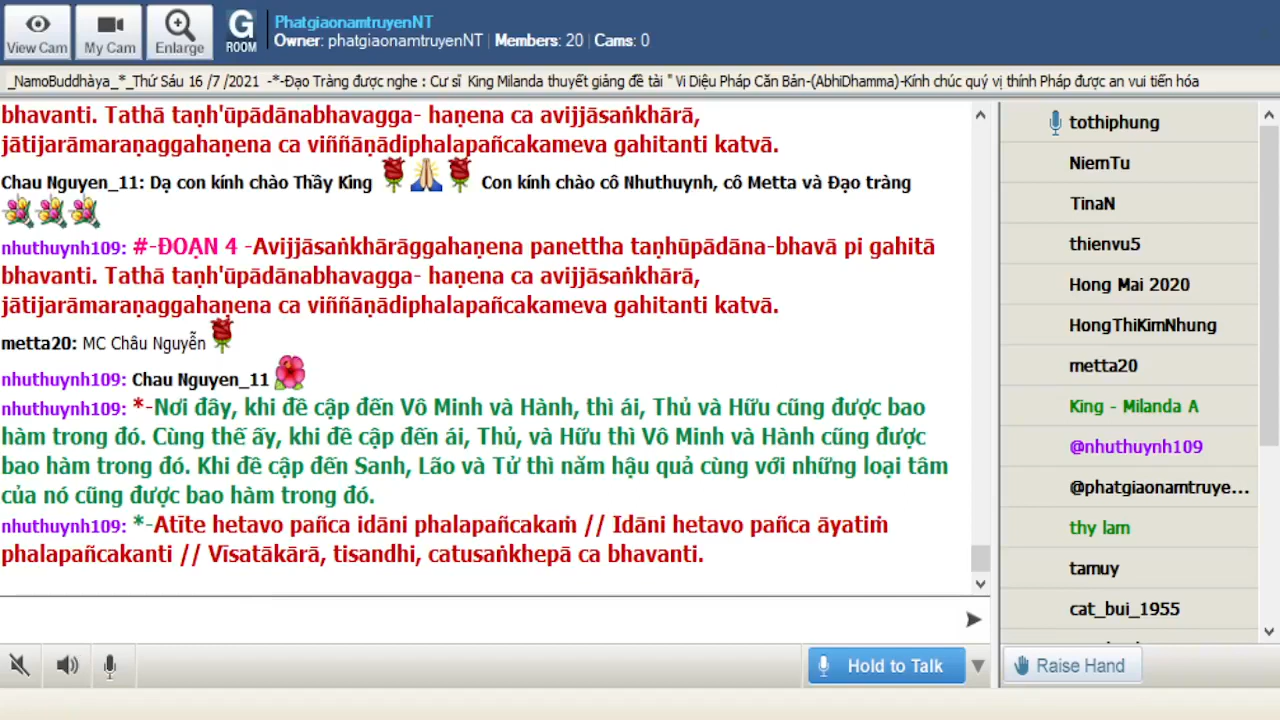 View Cam
My Cam
Enlarge
G
ROOM
PhatgiaonamtruyenNT
Owner: phatgiaonamtruyenNT | Members: 20 | Cams: 0
_NamoBuddhàya_*_Thứ Sáu 16 /7 /2021 -*-Đạo Tràng được nghe : Cư sĩ King Milanda thuyết giảng đề tài " Vi Diệu Pháp Căn Bản-(AbhiDhamma)-Kính chúc quý vị thính Pháp được an vui tiến hóa
bhavanti. Tathā taṇh'ūpādānabhavagga- haṇena ca avijjāsaṅkhārā,
jātijarāmaraṇaggahaṇena ca viññāṇādiphalapañcakameva gahitanti katvā.
Chau Nguyen_11: Dạ con kính chào Thầy King Con kính chào cô Nhuthuynh, cô Metta và Đạo tràng
nhuthuynh109: #-ĐOẠN 4 -Avijjāsaṅkhārāggahaṇena panettha taṇhūpādāna-bhavā pi gahitā
bhavanti. Tathā taṇh'ūpādānabhavagga- haṇena ca avijjāsaṅkhārā,
jātijarāmaraṇaggahaṇena ca viññāṇādiphalapañcakameva gahitanti katvā.
metta20: MC Châu Nguyễn
nhuthuynh109: Chau Nguyen_11
nhuthuynh109: *-Nơi đây, khi đề cập đến Vô Minh và Hành, thì ái, Thủ và Hữu cũng được bao
hàm trong đó. Cùng thế ấy, khi đề cập đến ái, Thủ, và Hữu thì Vô Minh và Hành cũng được
bao hàm trong đó. Khi đề cập đến Sanh, Lão và Tử thì năm hậu quả cùng với những loại tâm
của nó cũng được bao hàm trong đó.
nhuthuynh109: *-Atīte hetavo pañca idāni phalapañcakaṁ // Idāni hetavo pañca āyatiṁ
phalapañcakanti // Vīsatākārā, tisandhi, catusaṅkhepā ca bhavanti.
tothiphung
NiemTu
TinaN
thienvu5
Hong Mai 2020
HongThiKimNhung
metta20
King - Milanda A
@nhuthuynh109
@phatgiaonamtruye...
thy lam
tamuy
cat_bui_1955
Hold to Talk
Raise Hand